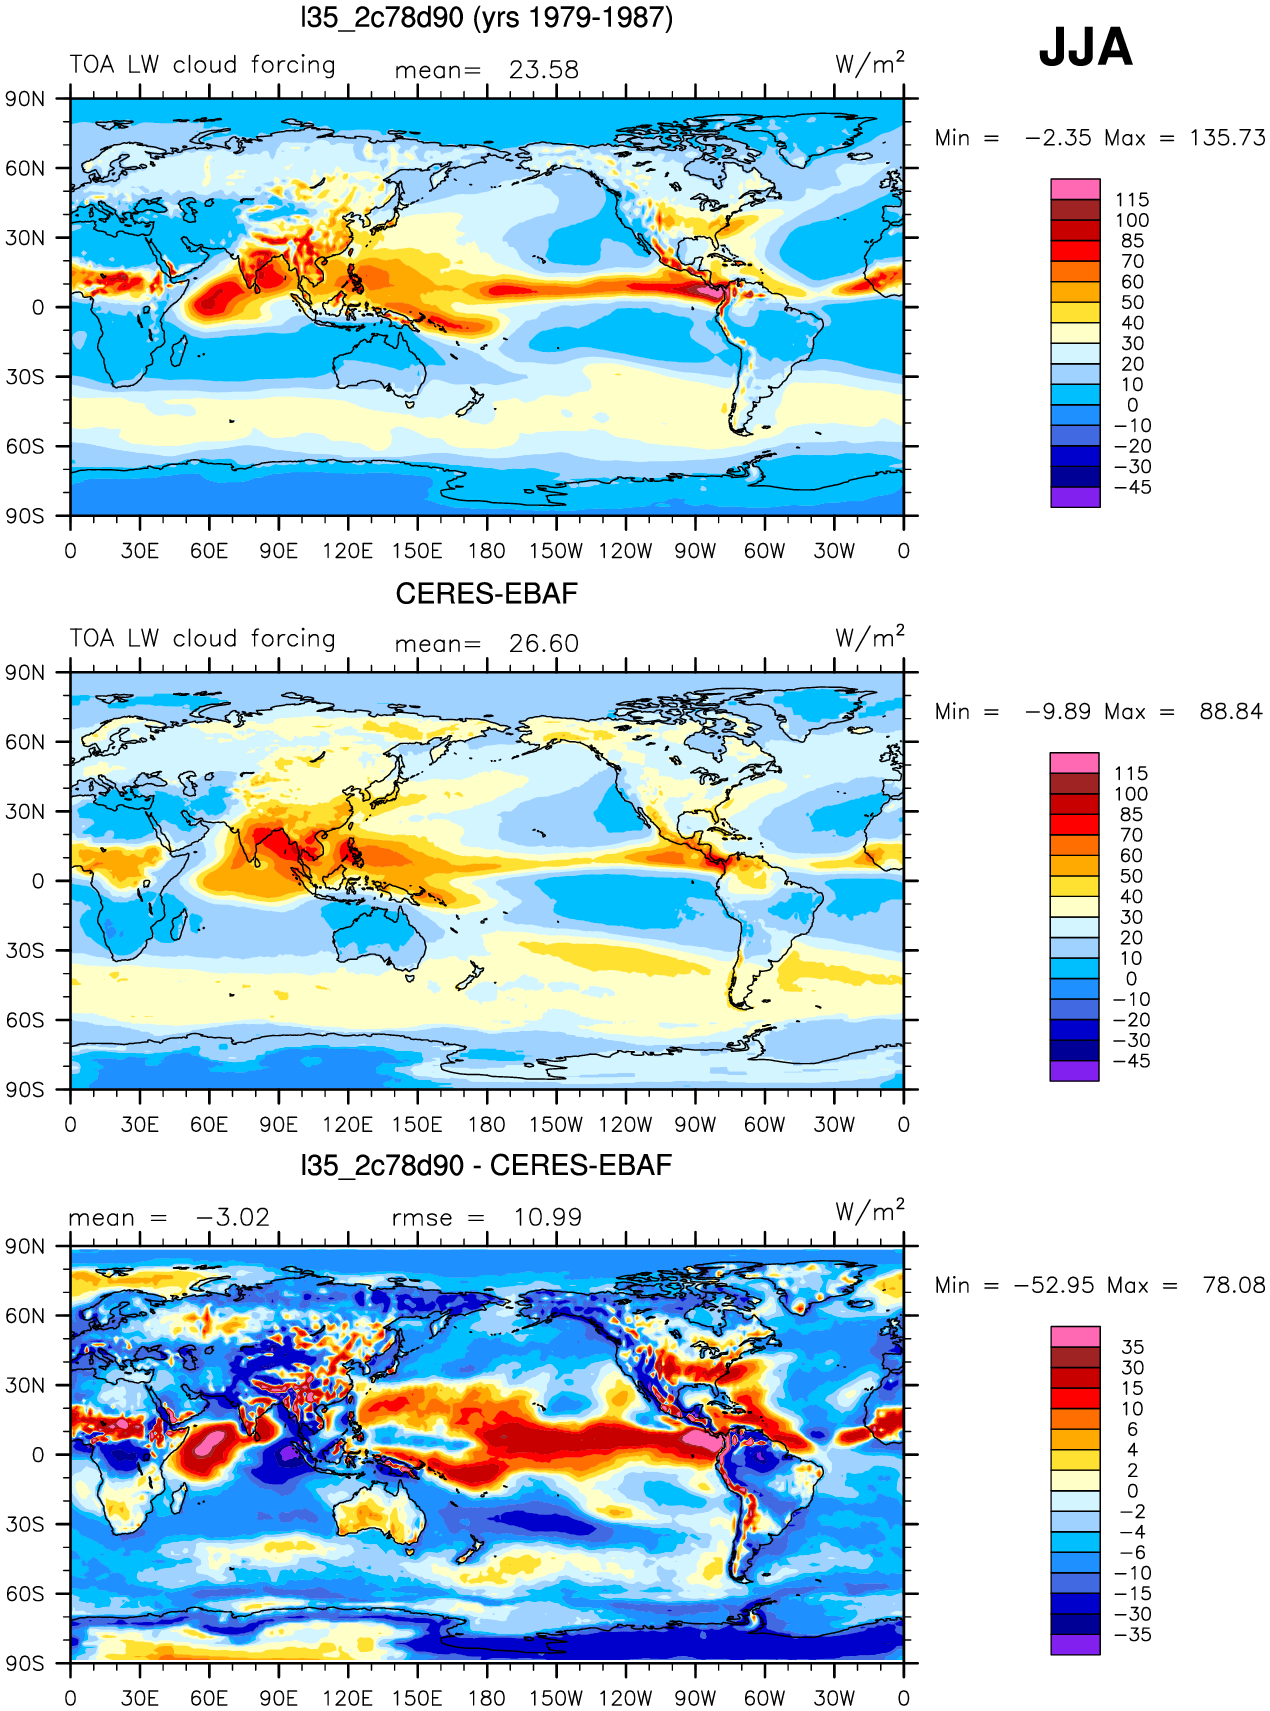 l35_2c78d90 (yrs 1979-1987)
JJA
TOA LW cloud forcing mean= 23.58 W/m²
Min = −2.35 Max = 135.73
90N
60N
30N
0
30S
60S
90S
0 30E 60E 90E 120E 150E 180 150W 120W 90W 60W 30W 0
115
100
85
70
60
50
40
30
20
10
0
−10
−20
−30
−45
CERES-EBAF
TOA LW cloud forcing mean= 26.60 W/m²
Min = −9.89 Max = 88.84
90N
60N
30N
0
30S
60S
90S
0 30E 60E 90E 120E 150E 180 150W 120W 90W 60W 30W 0
115
100
85
70
60
50
40
30
20
10
0
−10
−20
−30
−45
l35_2c78d90 - CERES-EBAF
mean = −3.02 rmse = 10.99 W/m²
Min = −52.95 Max = 78.08
90N
60N
30N
0
30S
60S
90S
0 30E 60E 90E 120E 150E 180 150W 120W 90W 60W 30W 0
35
30
15
10
6
4
2
0
−2
−4
−6
−10
−15
−30
−35